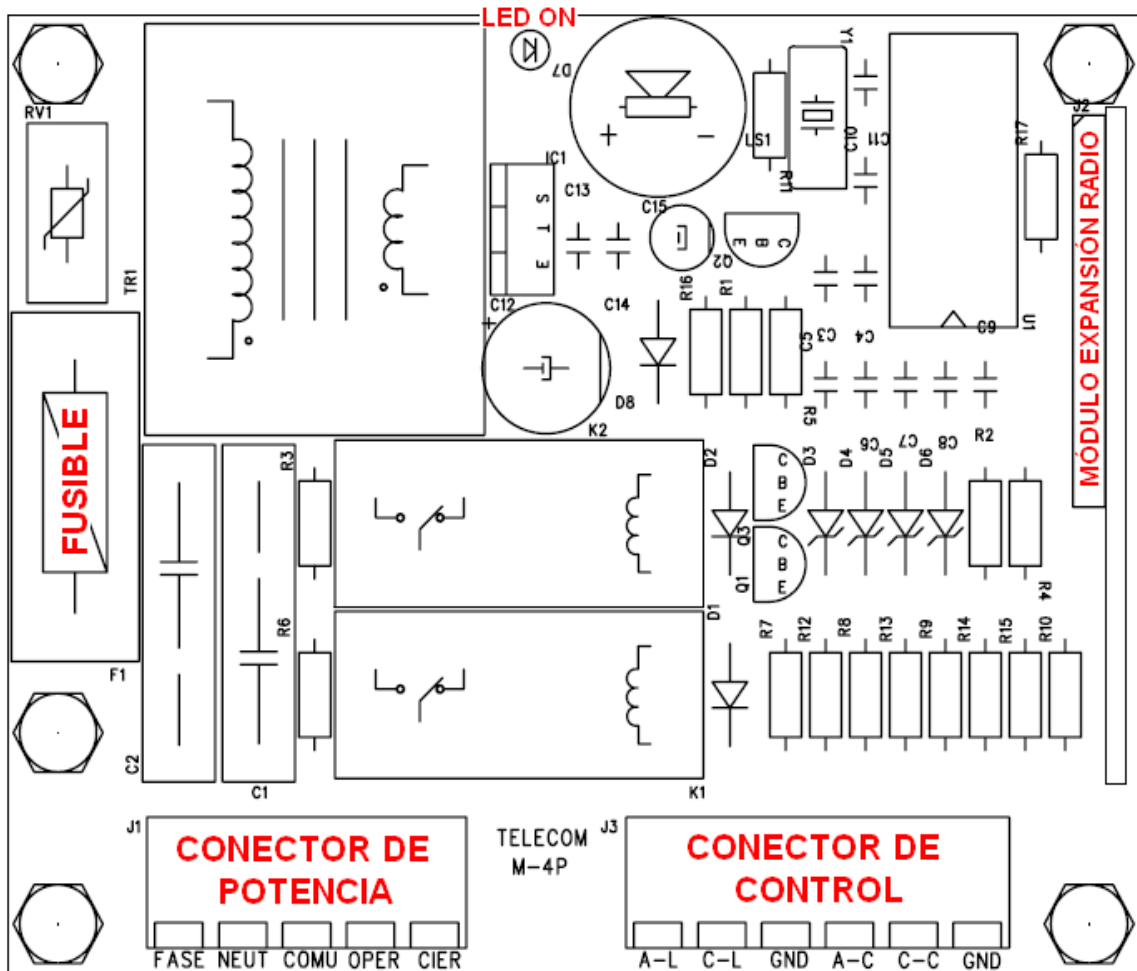 LED ON
RV1
D7
Y1
J2
LS1
R11
C10
C11
R17
IC1
S
T
E
C13
C15
C
B
E
Q2
TR1
C12
+
C14
R16
R1
C5
C3
C4
C9
U1
MÓDULO EXPANSIÓN RADIO
D8
R5
FUSIBLE
K2
R3
D2
C
B
E
D3
D4
C6
D5
C7
D6
C8
R2
Q3
C
B
E
Q1
R4
F1
R6
D1
R7
R12
R8
R13
R9
R14
R15
R10
C2
C1
K1
J1
CONECTOR DE
POTENCIA
TELECOM
M-4P
J3
CONECTOR DE
CONTROL
FASE NEUT COMU OPER CIER
A-L C-L GND A-C C-C GND